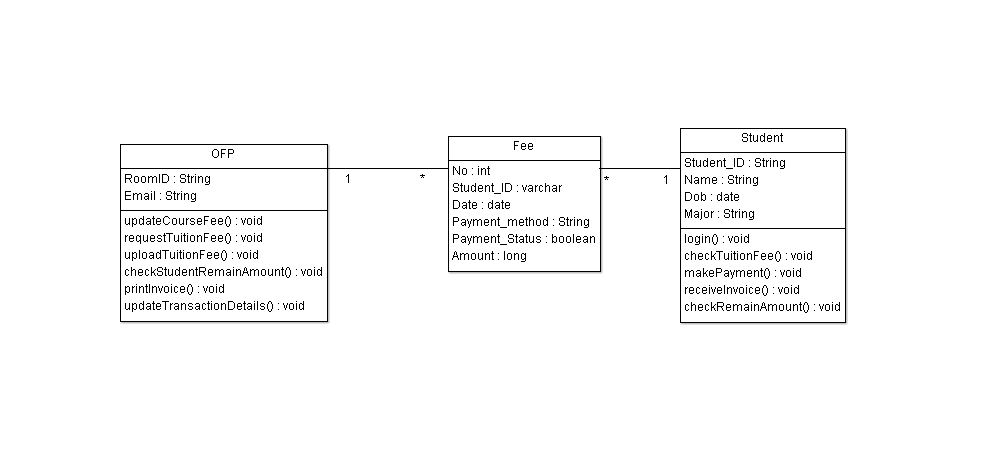 OFP
RoomID : String
Email : String
updateCourseFee() : void
requestTuitionFee() : void
uploadTuitionFee() : void
checkStudentRemainAmount() : void
printInvoice() : void
updateTransactionDetails() : void
1
*
Fee
No : int
Student_ID : varchar
Date : date
Payment_method : String
Payment_Status : boolean
Amount : long
*
1
Student
Student_ID : String
Name : String
Dob : date
Major : String
login() : void
checkTuitionFee() : void
makePayment() : void
receiveInvoice() : void
checkRemainAmount() : void